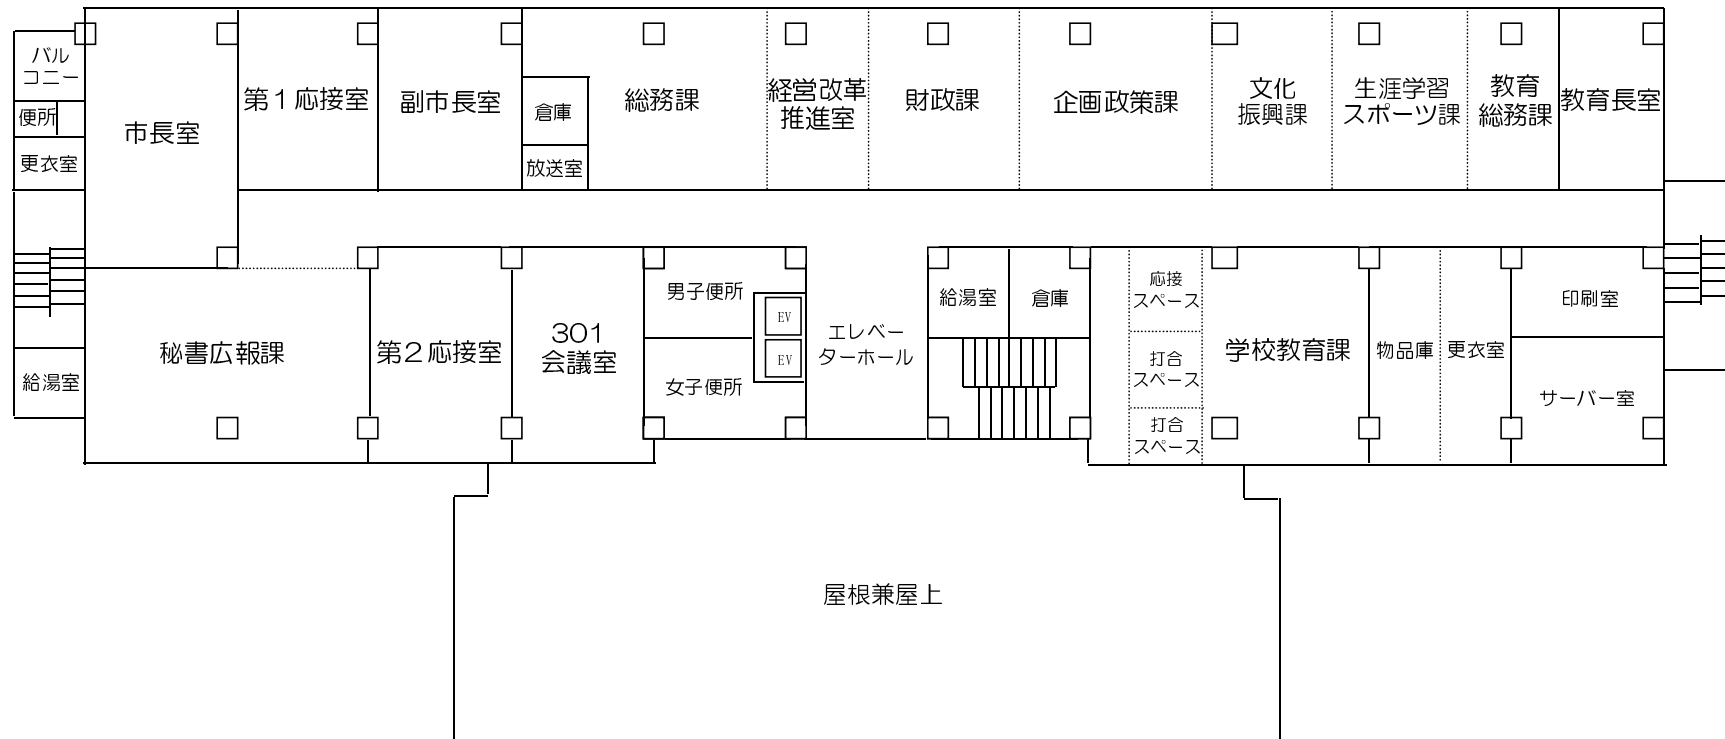 バル
コニー
便所
更衣室
市長室
第１応接室
副市長室
倉庫
放送室
総務課
経営改革
推進室
財政課
企画政策課
文化
振興課
生涯学習
スポーツ課
教育
総務課
教育長室
給湯室
秘書広報課
第２応接室
301
会議室
男子便所
女子便所
EV
EV
エレベー
ターホール
給湯室
倉庫
応接
スペース
打合
スペース
打合
スペース
学校教育課
物品庫
更衣室
印刷室
サーバー室
屋根兼屋上